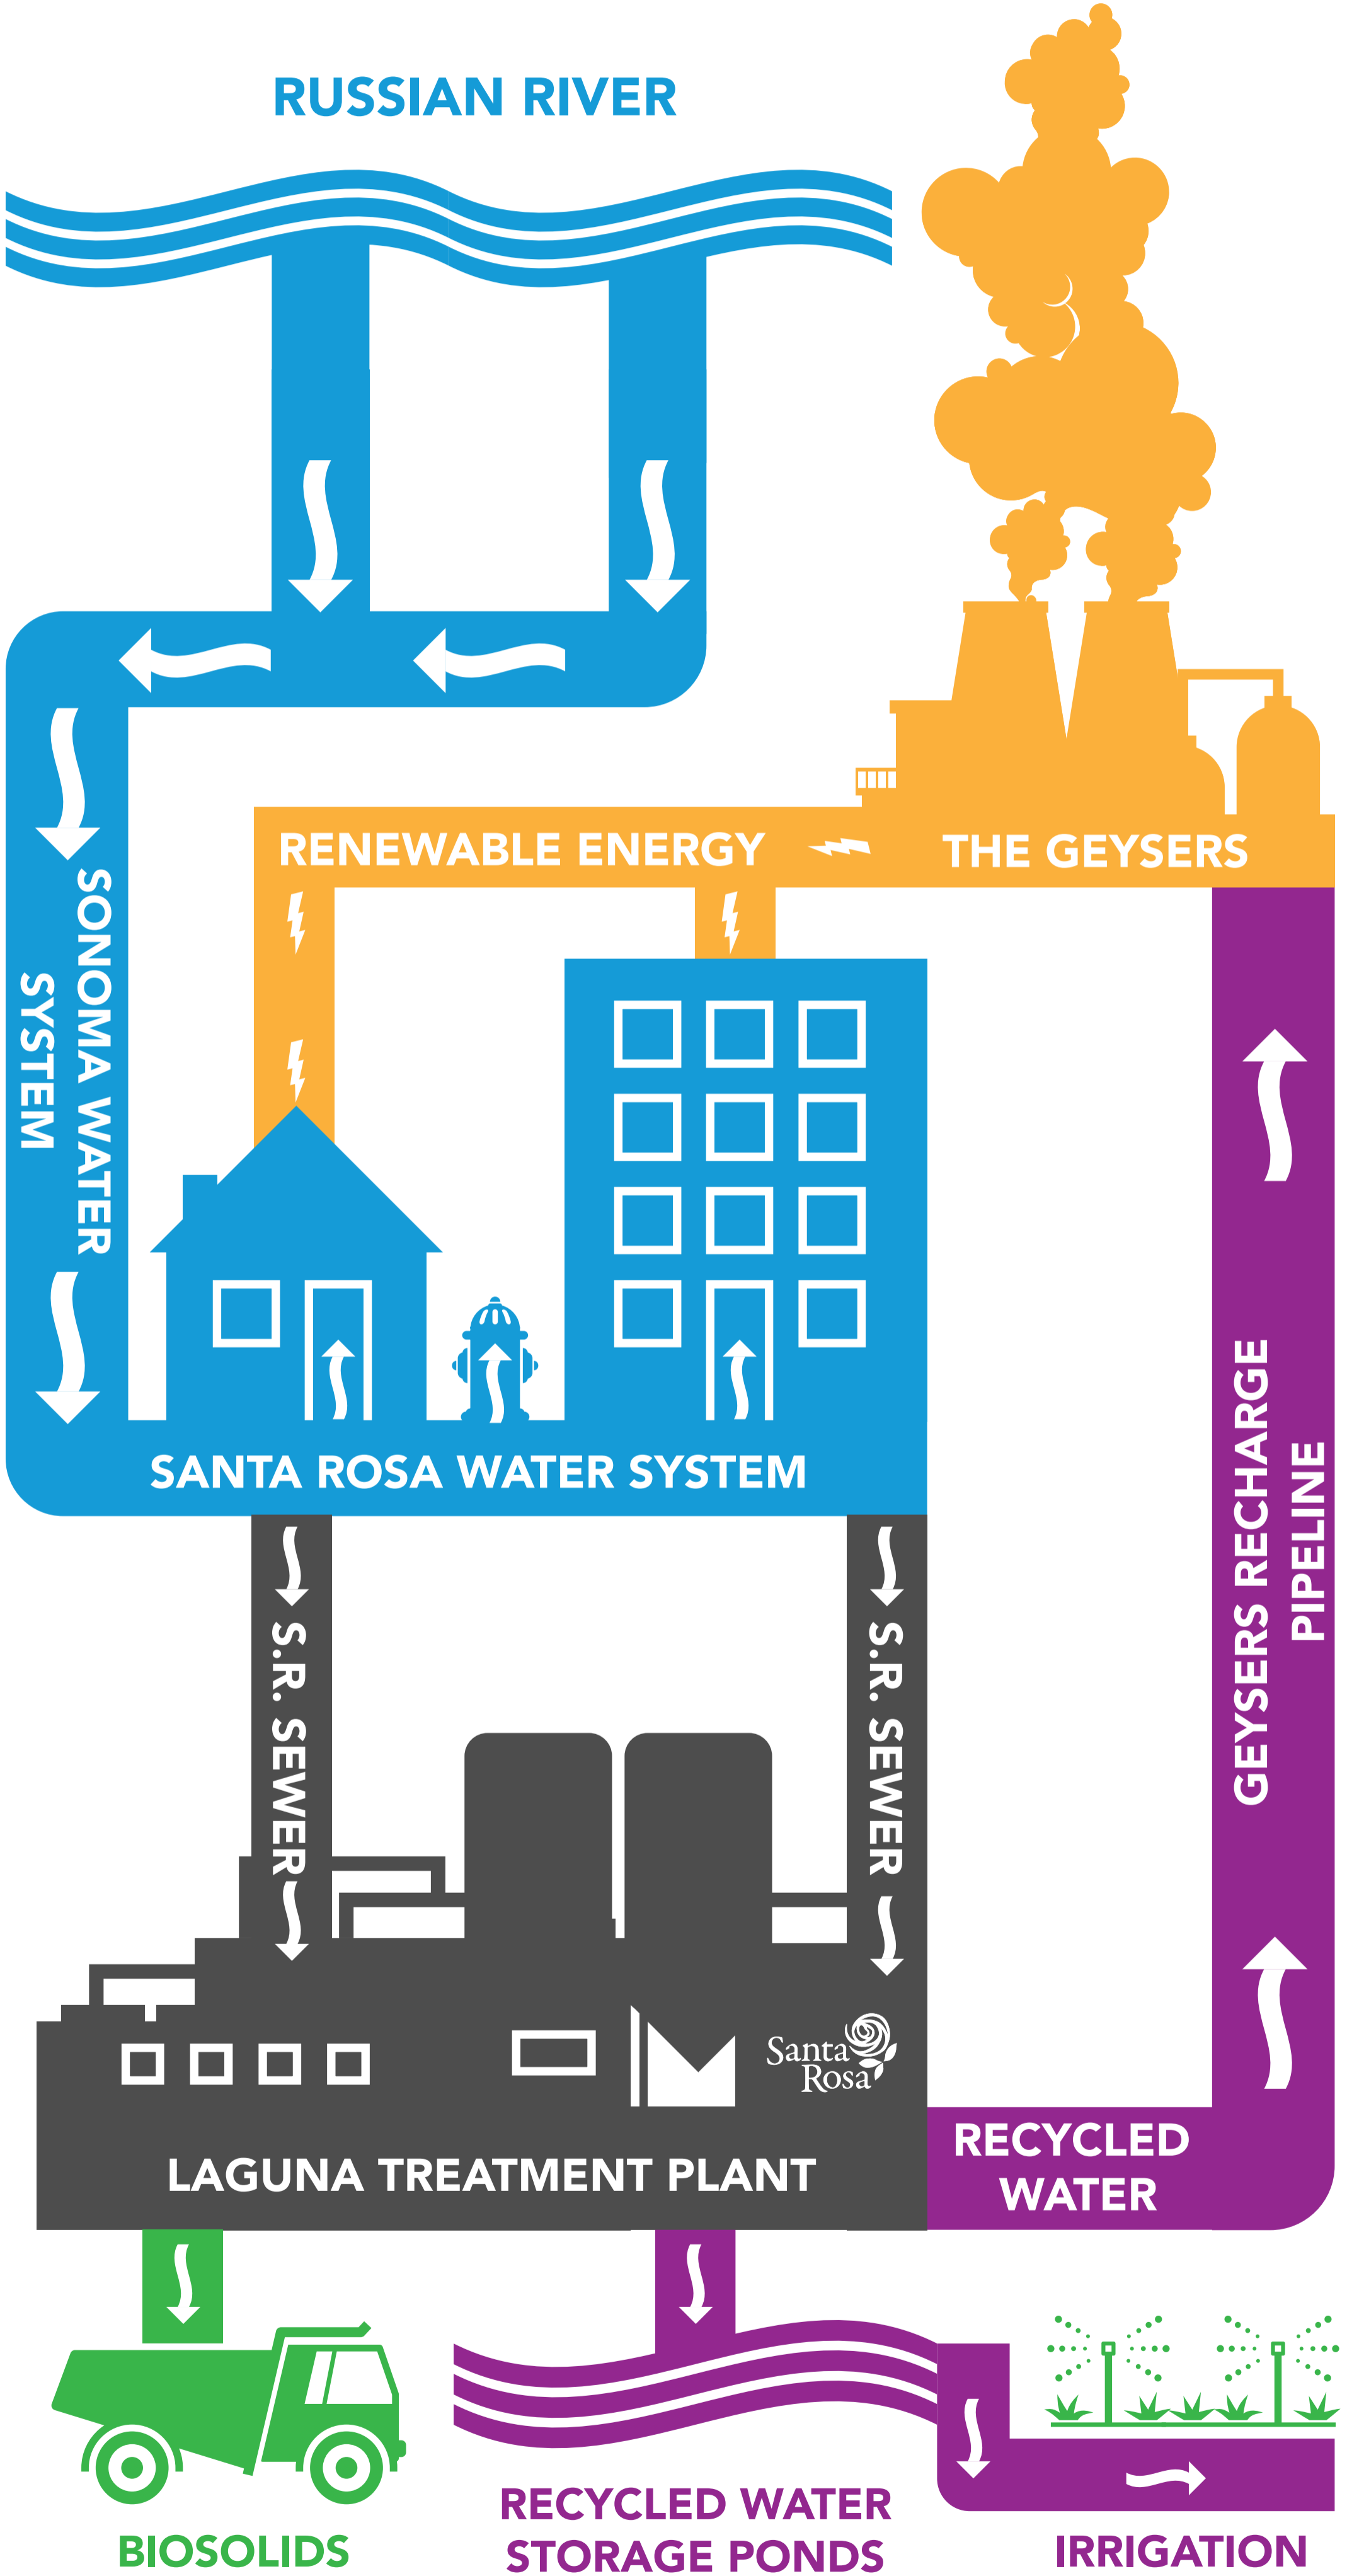 RUSSIAN RIVER
RENEWABLE ENERGY
THE GEYSERS
SONOMA WATER
SYSTEM
SANTA ROSA WATER SYSTEM
GEYSERS RECHARGE
PIPELINE
S.R. SEWER
S.R. SEWER
Santa
Rosa
LAGUNA TREATMENT PLANT
RECYCLED
WATER
BIOSOLIDS
RECYCLED WATER
STORAGE PONDS
IRRIGATION